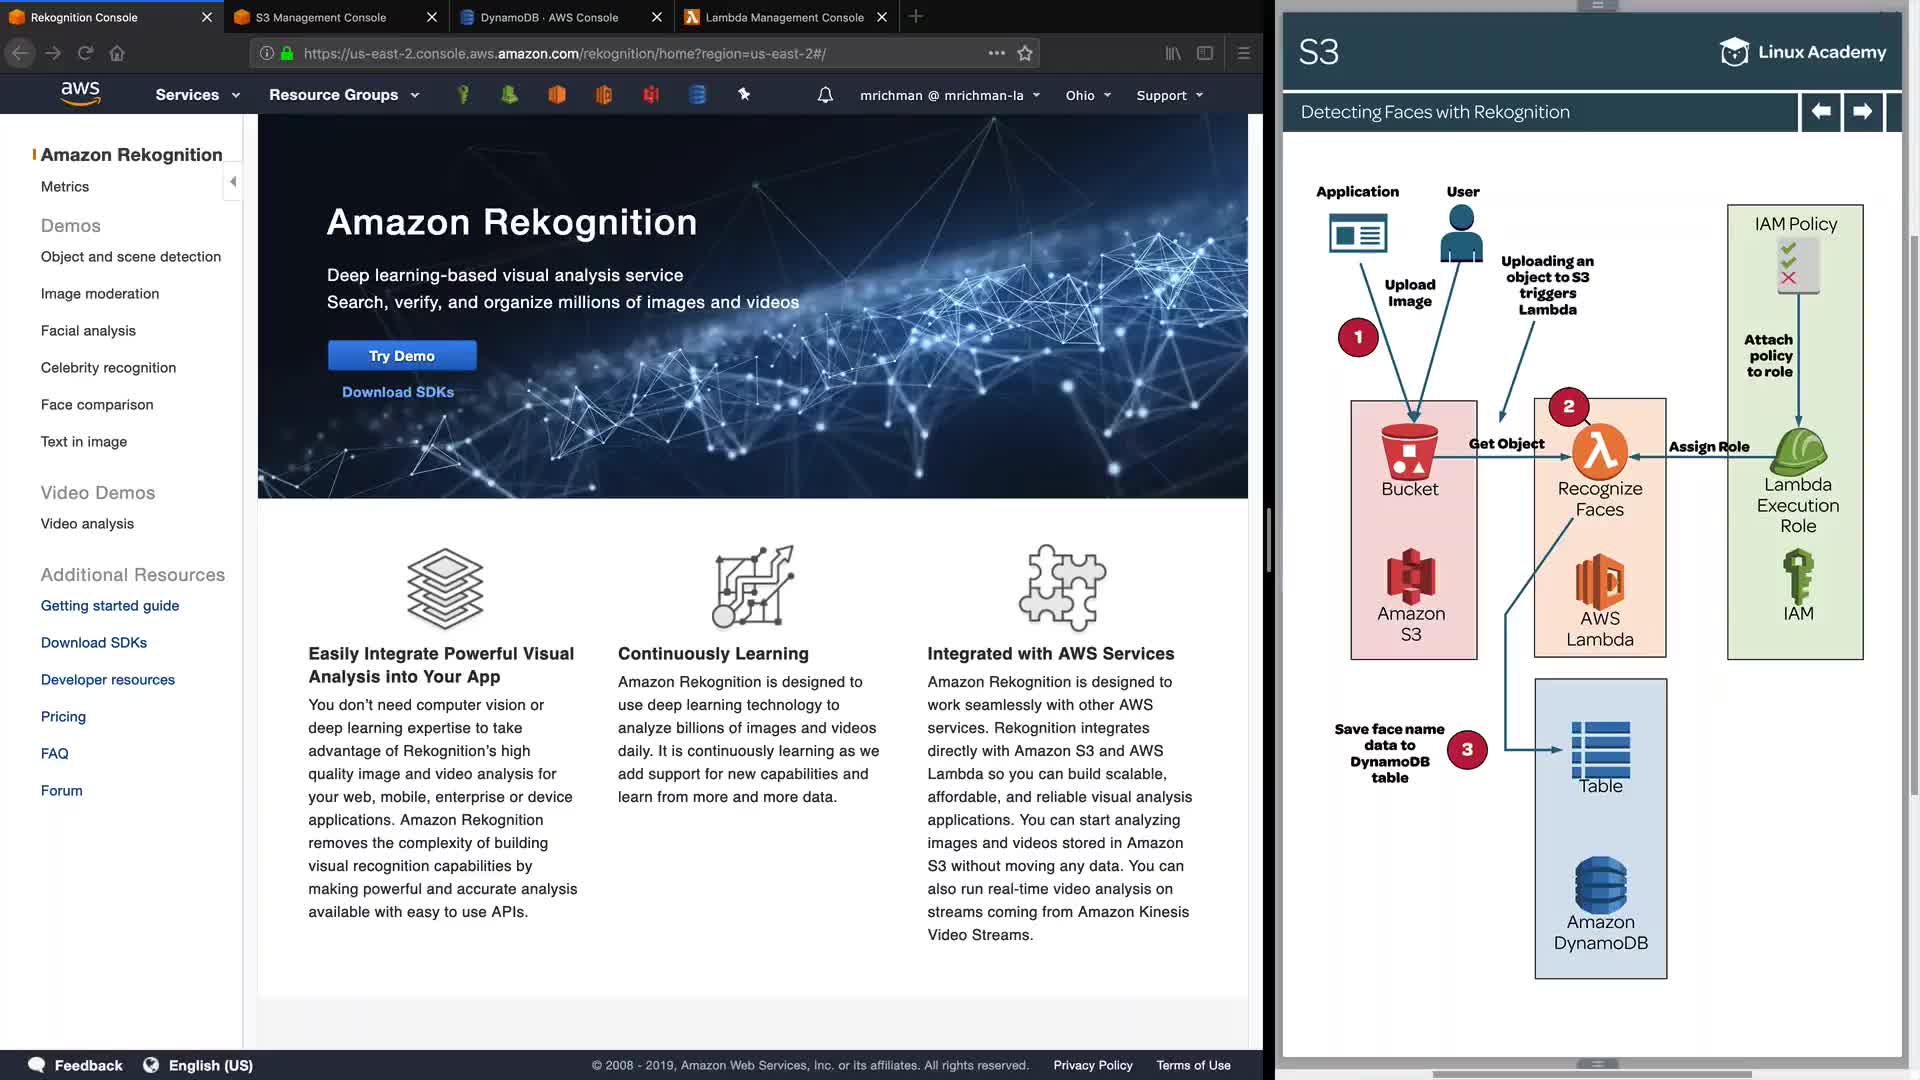 Rekognition Console
S3 Management Console
DynamoDB · AWS Console
Lambda Management Console
https://us-east-2.console.aws.amazon.com/rekognition/home?region=us-east-2#/
aws
Services
Resource Groups
mrichman @ mrichman-la
Ohio
Support
Amazon Rekognition
Metrics
Demos
Object and scene detection
Image moderation
Facial analysis
Celebrity recognition
Face comparison
Text in image
Video Demos
Video analysis
Additional Resources
Getting started guide
Download SDKs
Developer resources
Pricing
FAQ
Forum
Amazon Rekognition
Deep learning-based visual analysis service
Search, verify, and organize millions of images and videos
Try Demo
Download SDKs
Easily Integrate Powerful Visual
Analysis into Your App
You don’t need computer vision or
deep learning expertise to take
advantage of Rekognition’s high
quality image and video analysis for
your web, mobile, enterprise or device
applications. Amazon Rekognition
removes the complexity of building
visual recognition capabilities by
making powerful and accurate analysis
available with easy to use APIs.
Continuously Learning
Amazon Rekognition is designed to
use deep learning technology to
analyze billions of images and videos
daily. It is continuously learning as we
add support for new capabilities and
learn from more and more data.
Integrated with AWS Services
Amazon Rekognition is designed to
work seamlessly with other AWS
services. Rekognition integrates
directly with Amazon S3 and AWS
Lambda so you can build scalable,
affordable, and reliable visual analysis
applications. You can start analyzing
images and videos stored in Amazon
S3 without moving any data. You can
also run real-time video analysis on
streams coming from Amazon Kinesis
Video Streams.
Feedback
English (US)
© 2008 - 2019, Amazon Web Services, Inc. or its affiliates. All rights reserved.
Privacy Policy
Terms of Use
S3
Linux Academy
Detecting Faces with Rekognition
Application
User
Upload
Image
Uploading an
object to S3
triggers
Lambda
1
IAM Policy
Attach
policy
to role
2
Get Object
Assign Role
Bucket
Recognize
Faces
Lambda
Execution
Role
Amazon
S3
AWS
Lambda
IAM
Save face name
data to
DynamoDB
table
3
Table
Amazon
DynamoDB